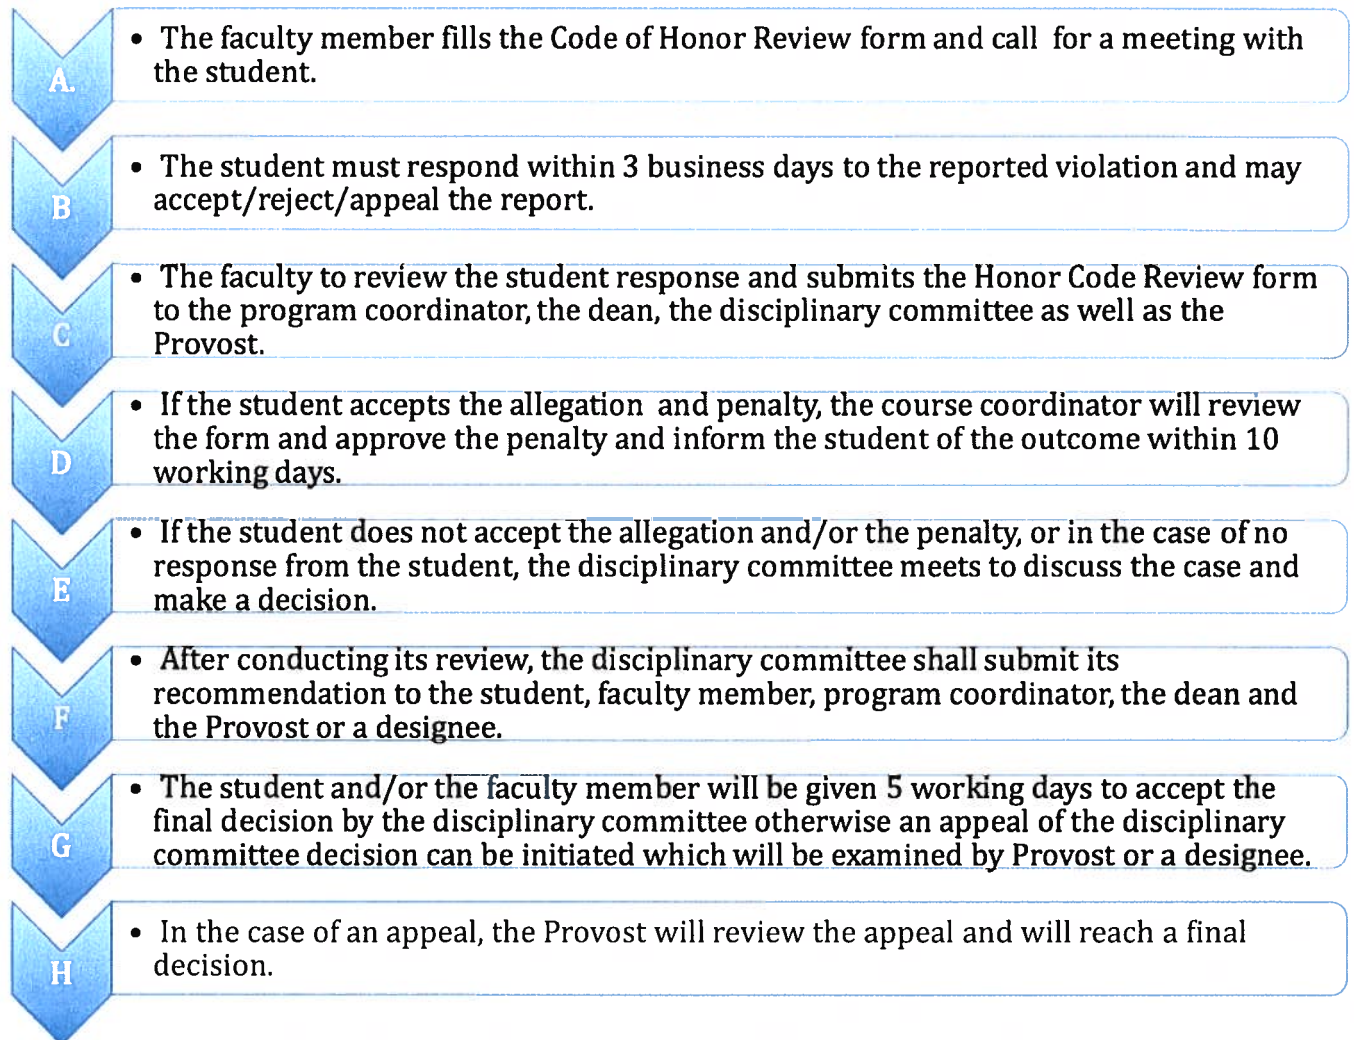 A.
• The faculty member fills the Code of Honor Review form and call for a meeting with
the student.
B
• The student must respond within 3 business days to the reported violation and may
accept/reject/appeal the report.
C
• The faculty to review the student response and submits the Honor Code Review form
to the program coordinator, the dean, the disciplinary committee as well as the
Provost.
D
• If the student accepts the allegation and penalty, the course coordinator will review
the form and approve the penalty and inform the student of the outcome within 10
working days.
E
• If the student does not accept the allegation and/or the penalty, or in the case of no
response from the student, the disciplinary committee meets to discuss the case and
make a decision.
F
• After conducting its review, the disciplinary committee shall submit its
recommendation to the student, faculty member, program coordinator, the dean and
the Provost or a designee.
G
• The student and/or the faculty member will be given 5 working days to accept the
final decision by the disciplinary committee otherwise an appeal of the disciplinary
committee decision can be initiated which will be examined by Provost or a designee.
H
• In the case of an appeal, the Provost will review the appeal and will reach a final
decision.